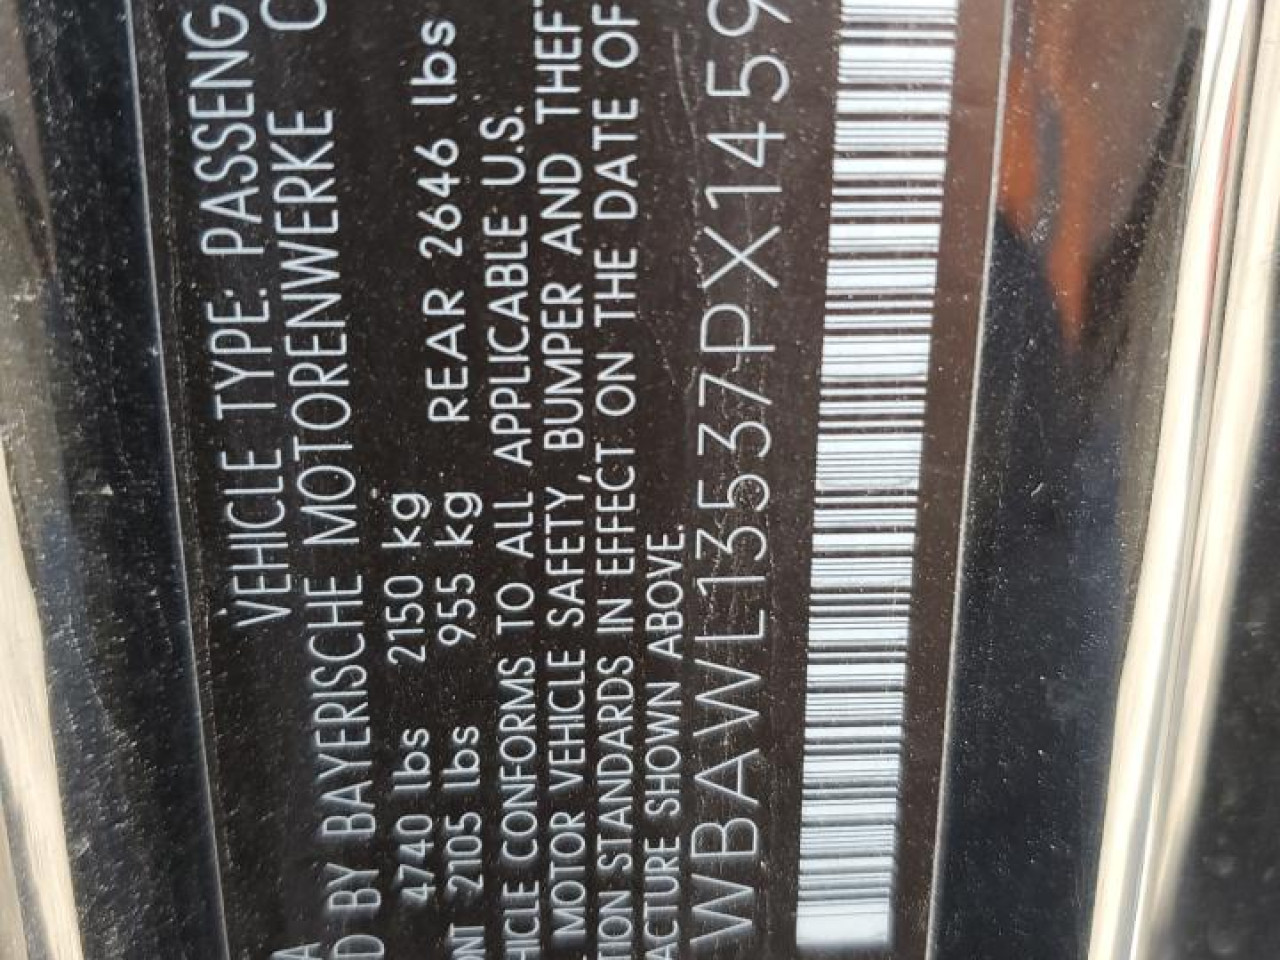 VEHICLE TYPE: PASSENG
BY BAYERISCHE MOTORENWERKE
4740 lbs 2150 kg
2105 lbs 955 kg REAR 2646 lbs
HICLE CONFORMS TO ALL APPLICABLE U.S.
MOTOR VEHICLE SAFETY, BUMPER AND THEF
TION STANDARDS IN EFFECT ON THE DATE OF
ACTURE SHOWN ABOVE.
WBAWL13537PX1459